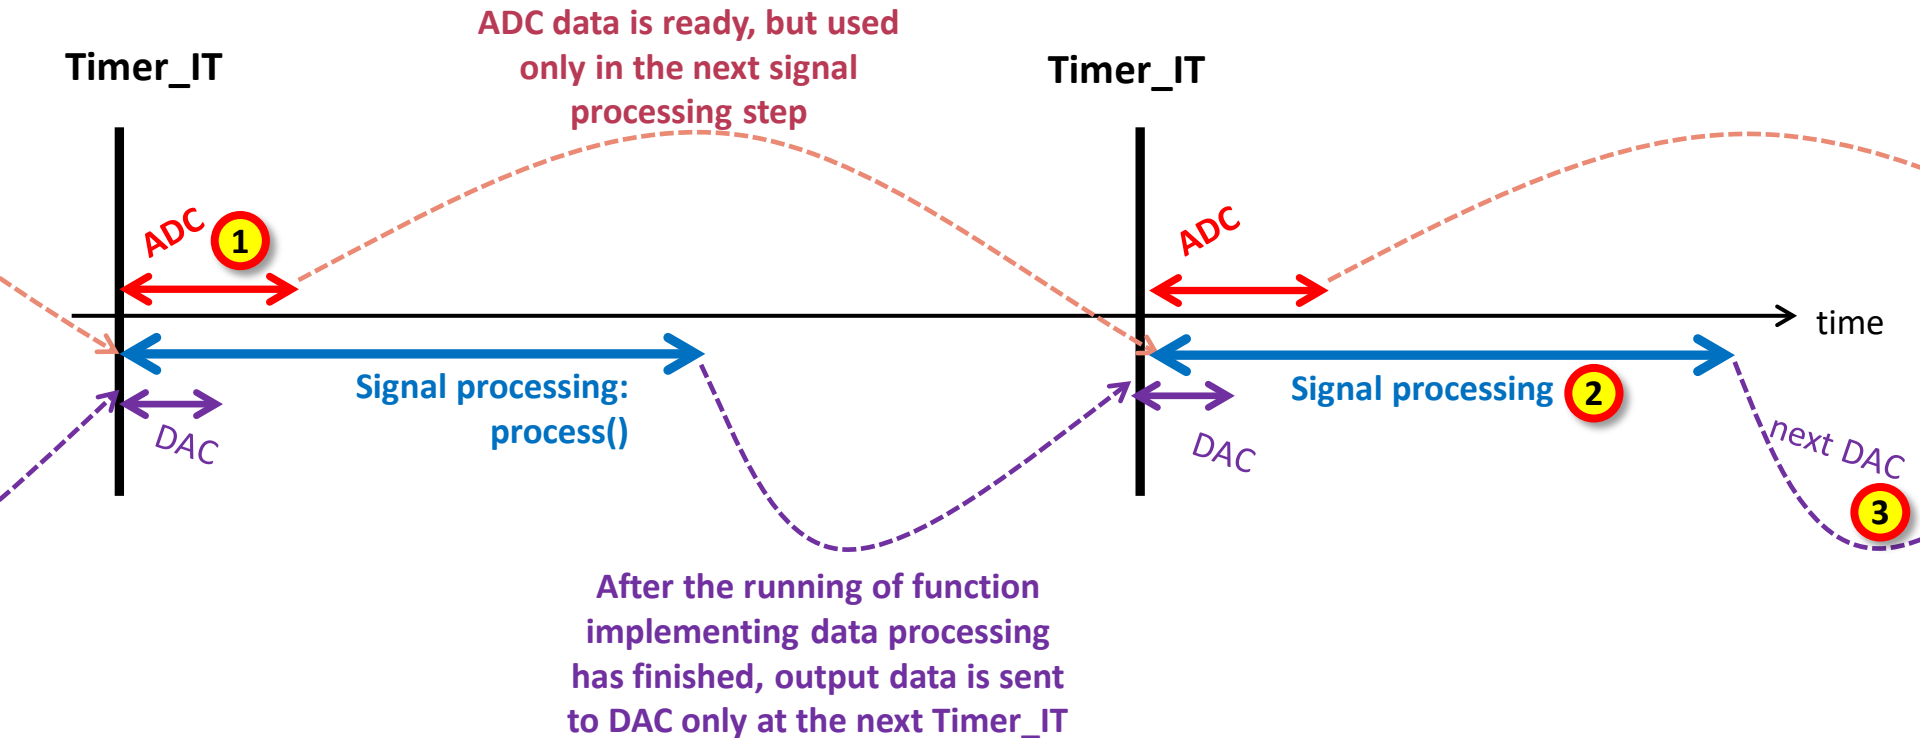 ADC data is ready, but used
only in the next signal
processing step
Timer_IT
Timer_IT
ADC
1
ADC
time
Signal processing:
process()
DAC
Signal processing
2
DAC
next DAC
3
After the running of function
implementing data processing
has finished, output data is sent
to DAC only at the next Timer_IT